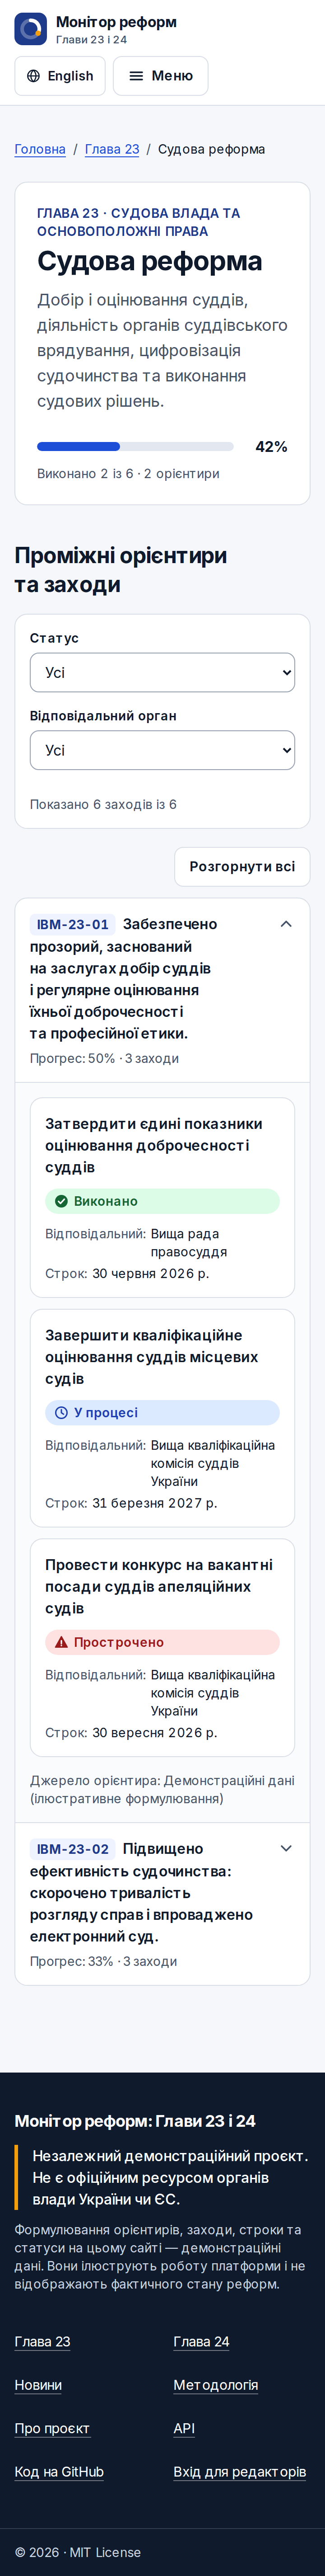 Монітор реформ
Глави 23 і 24
English
Меню
Головна / Глава 23 / Судова реформа
ГЛАВА 23 · СУДОВА ВЛАДА ТА
ОСНОВОПОЛОЖНІ ПРАВА
Судова реформа
Добір і оцінювання суддів,
діяльність органів суддівського
врядування, цифровізація
судочинства та виконання
судових рішень.
42%
Виконано 2 із 6 · 2 орієнтири
Проміжні орієнтири
та заходи
Статус
Усі
Відповідальний орган
Усі
Показано 6 заходів із 6
Розгорнути всі
IBM-23-01 Забезпечено
прозорий, заснований
на заслугах добір суддів
і регулярне оцінювання
їхньої доброчесності
та професійної етики.
Прогрес: 50% · 3 заходи
Затвердити єдині показники
оцінювання доброчесності
суддів
Виконано
Відповідальний: Вища рада
правосуддя
Строк: 30 червня 2026 р.
Завершити кваліфікаційне
оцінювання суддів місцевих
судів
У процесі
Відповідальний: Вища кваліфікаційна
комісія суддів
України
Строк: 31 березня 2027 р.
Провести конкурс на вакантні
посади суддів апеляційних
судів
Прострочено
Відповідальний: Вища кваліфікаційна
комісія суддів
України
Строк: 30 вересня 2026 р.
Джерело орієнтира: Демонстраційні дані
(ілюстративне формулювання)
IBM-23-02 Підвищено
ефективність судочинства:
скорочено тривалість
розгляду справ і впроваджено
електронний суд.
Прогрес: 33% · 3 заходи
Монітор реформ: Глави 23 і 24
Незалежний демонстраційний проєкт.
Не є офіційним ресурсом органів
влади України чи ЄС.
Формулювання орієнтирів, заходи, строки та
статуси на цьому сайті — демонстраційні
дані. Вони ілюструють роботу платформи і не
відображають фактичного стану реформ.
Глава 23
Глава 24
Новини
Методологія
Про проєкт
API
Код на GitHub
Вхід для редакторів
© 2026 · MIT License